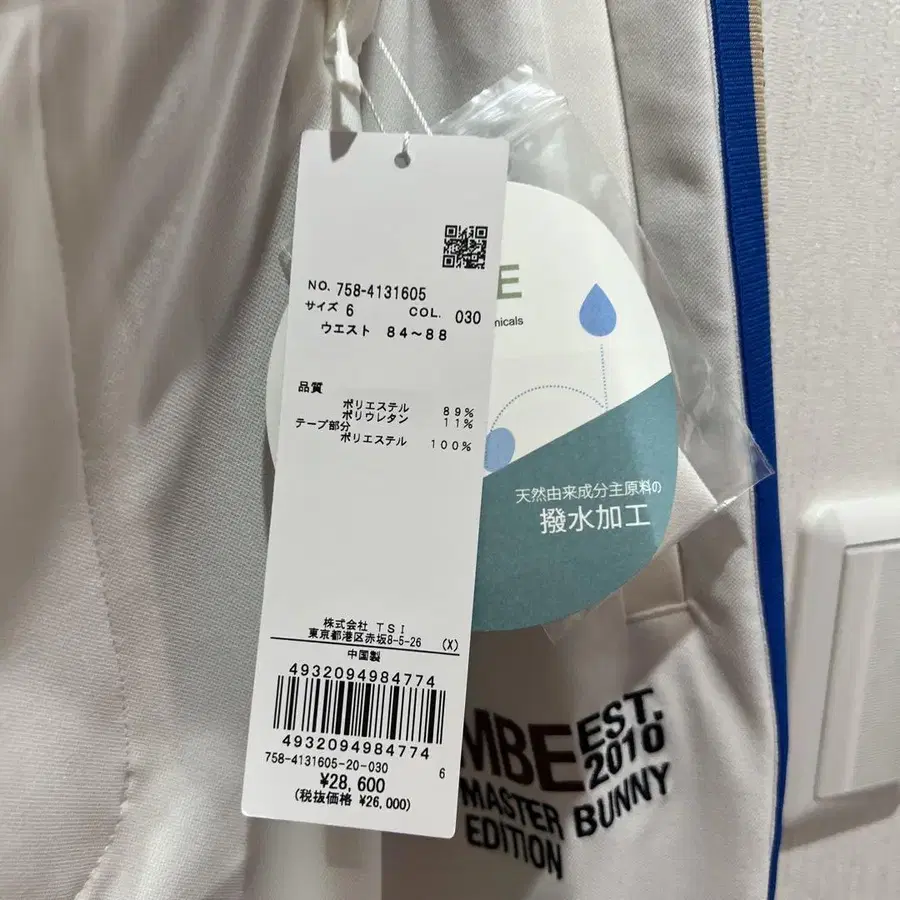 NO. 758-4131605
サイズ 6 COL. 030
ウエスト 84〜88
品質
ポリエステル 89%
ポリウレタン 11%
テープ部分
ポリエステル 100%
株式会社 TSI
東京都港区赤坂8-5-26 (X)
中国製
4932094984774
4932094984774
758-4131605-20-030 6
¥28,600
(税抜価格 ¥26,000)
天然由来成分主原料の
撥水加工
MBE EST.
2010
MASTER BUNNY
EDITION